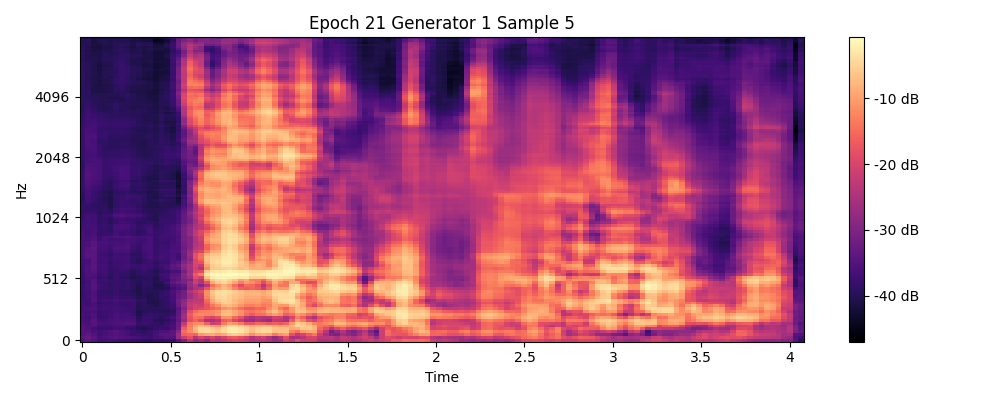 Epoch 21 Generator 1 Sample 5
Hz
4096
2048
1024
512
0
0 0.5 1 1.5 2 2.5 3 3.5 4
Time
-10 dB
-20 dB
-30 dB
-40 dB